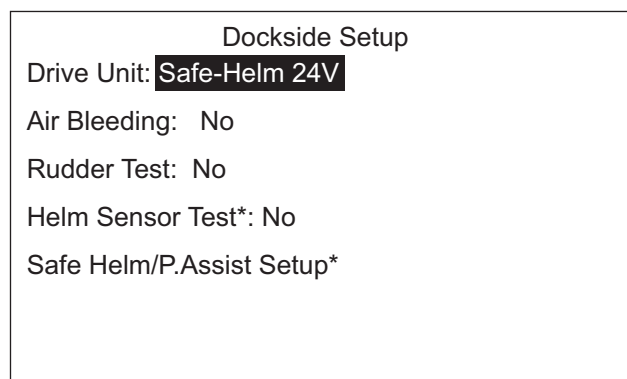 Dockside Setup
Drive Unit: Safe-Helm 24V
Air Bleeding: No
Rudder Test: No
Helm Sensor Test*: No
Safe Helm/P.Assist Setup*